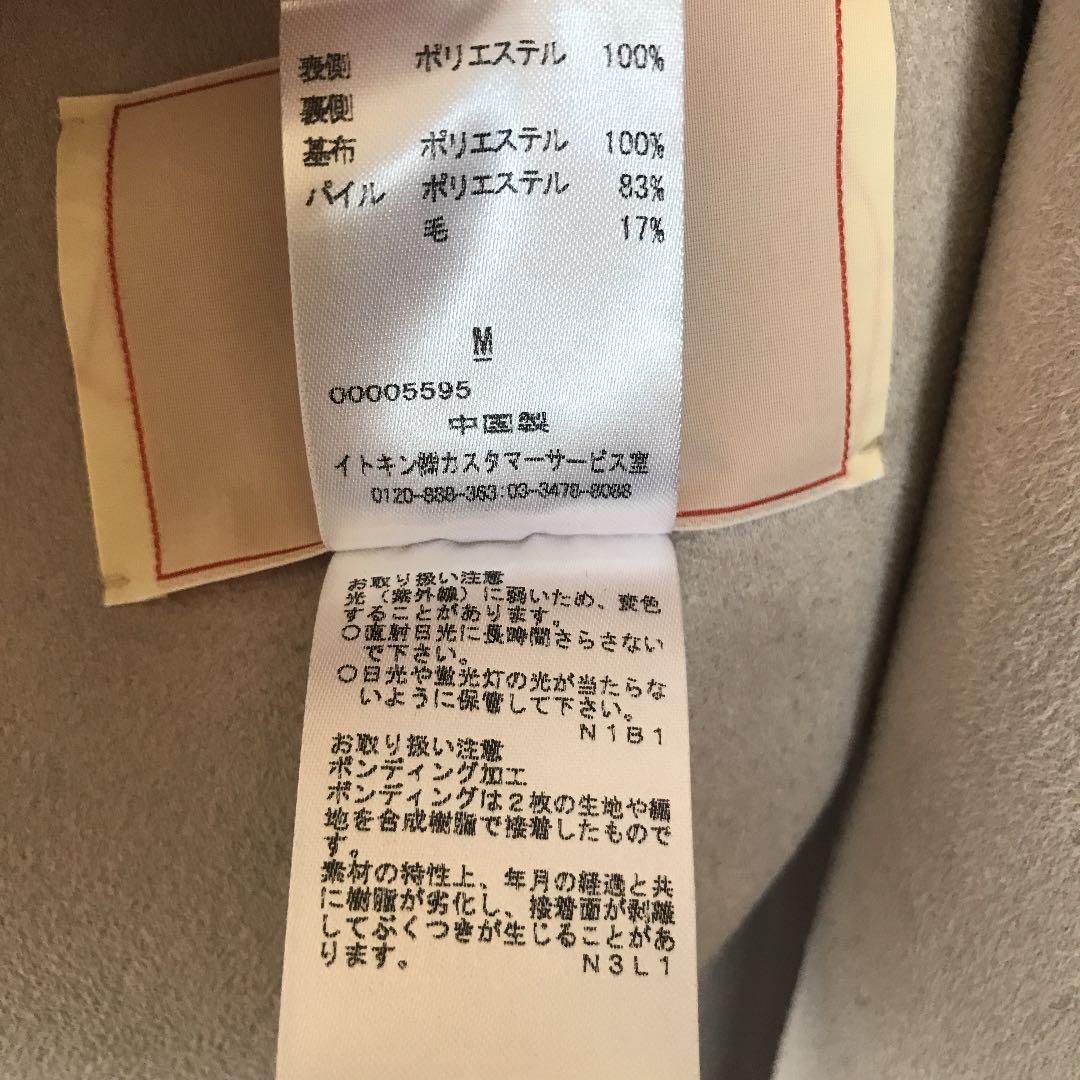 表側 ポリエステル 100%
裏側
基布 ポリエステル 100%
パイル ポリエステル 83%
毛 17%
M
00005595
中国製
イトキン㈱カスタマーサービス室
0120-888-363:03-3478-8088
お取り扱い注意
光(紫外線)に弱いため、変色
することがあります。
○直射日光に長時間さらさない
で下さい。
○日光や蛍光灯の光が当たらな
いように保管して下さい。
N1B1
お取り扱い注意
ボンディング加工
ボンディングは2枚の生地や編
地を合成樹脂で接着したもので
す。
素材の特性上、年月の経過と共
に樹脂が劣化し、接着面が剥離
してぶくつきが生じることがあ
ります。
N3L1